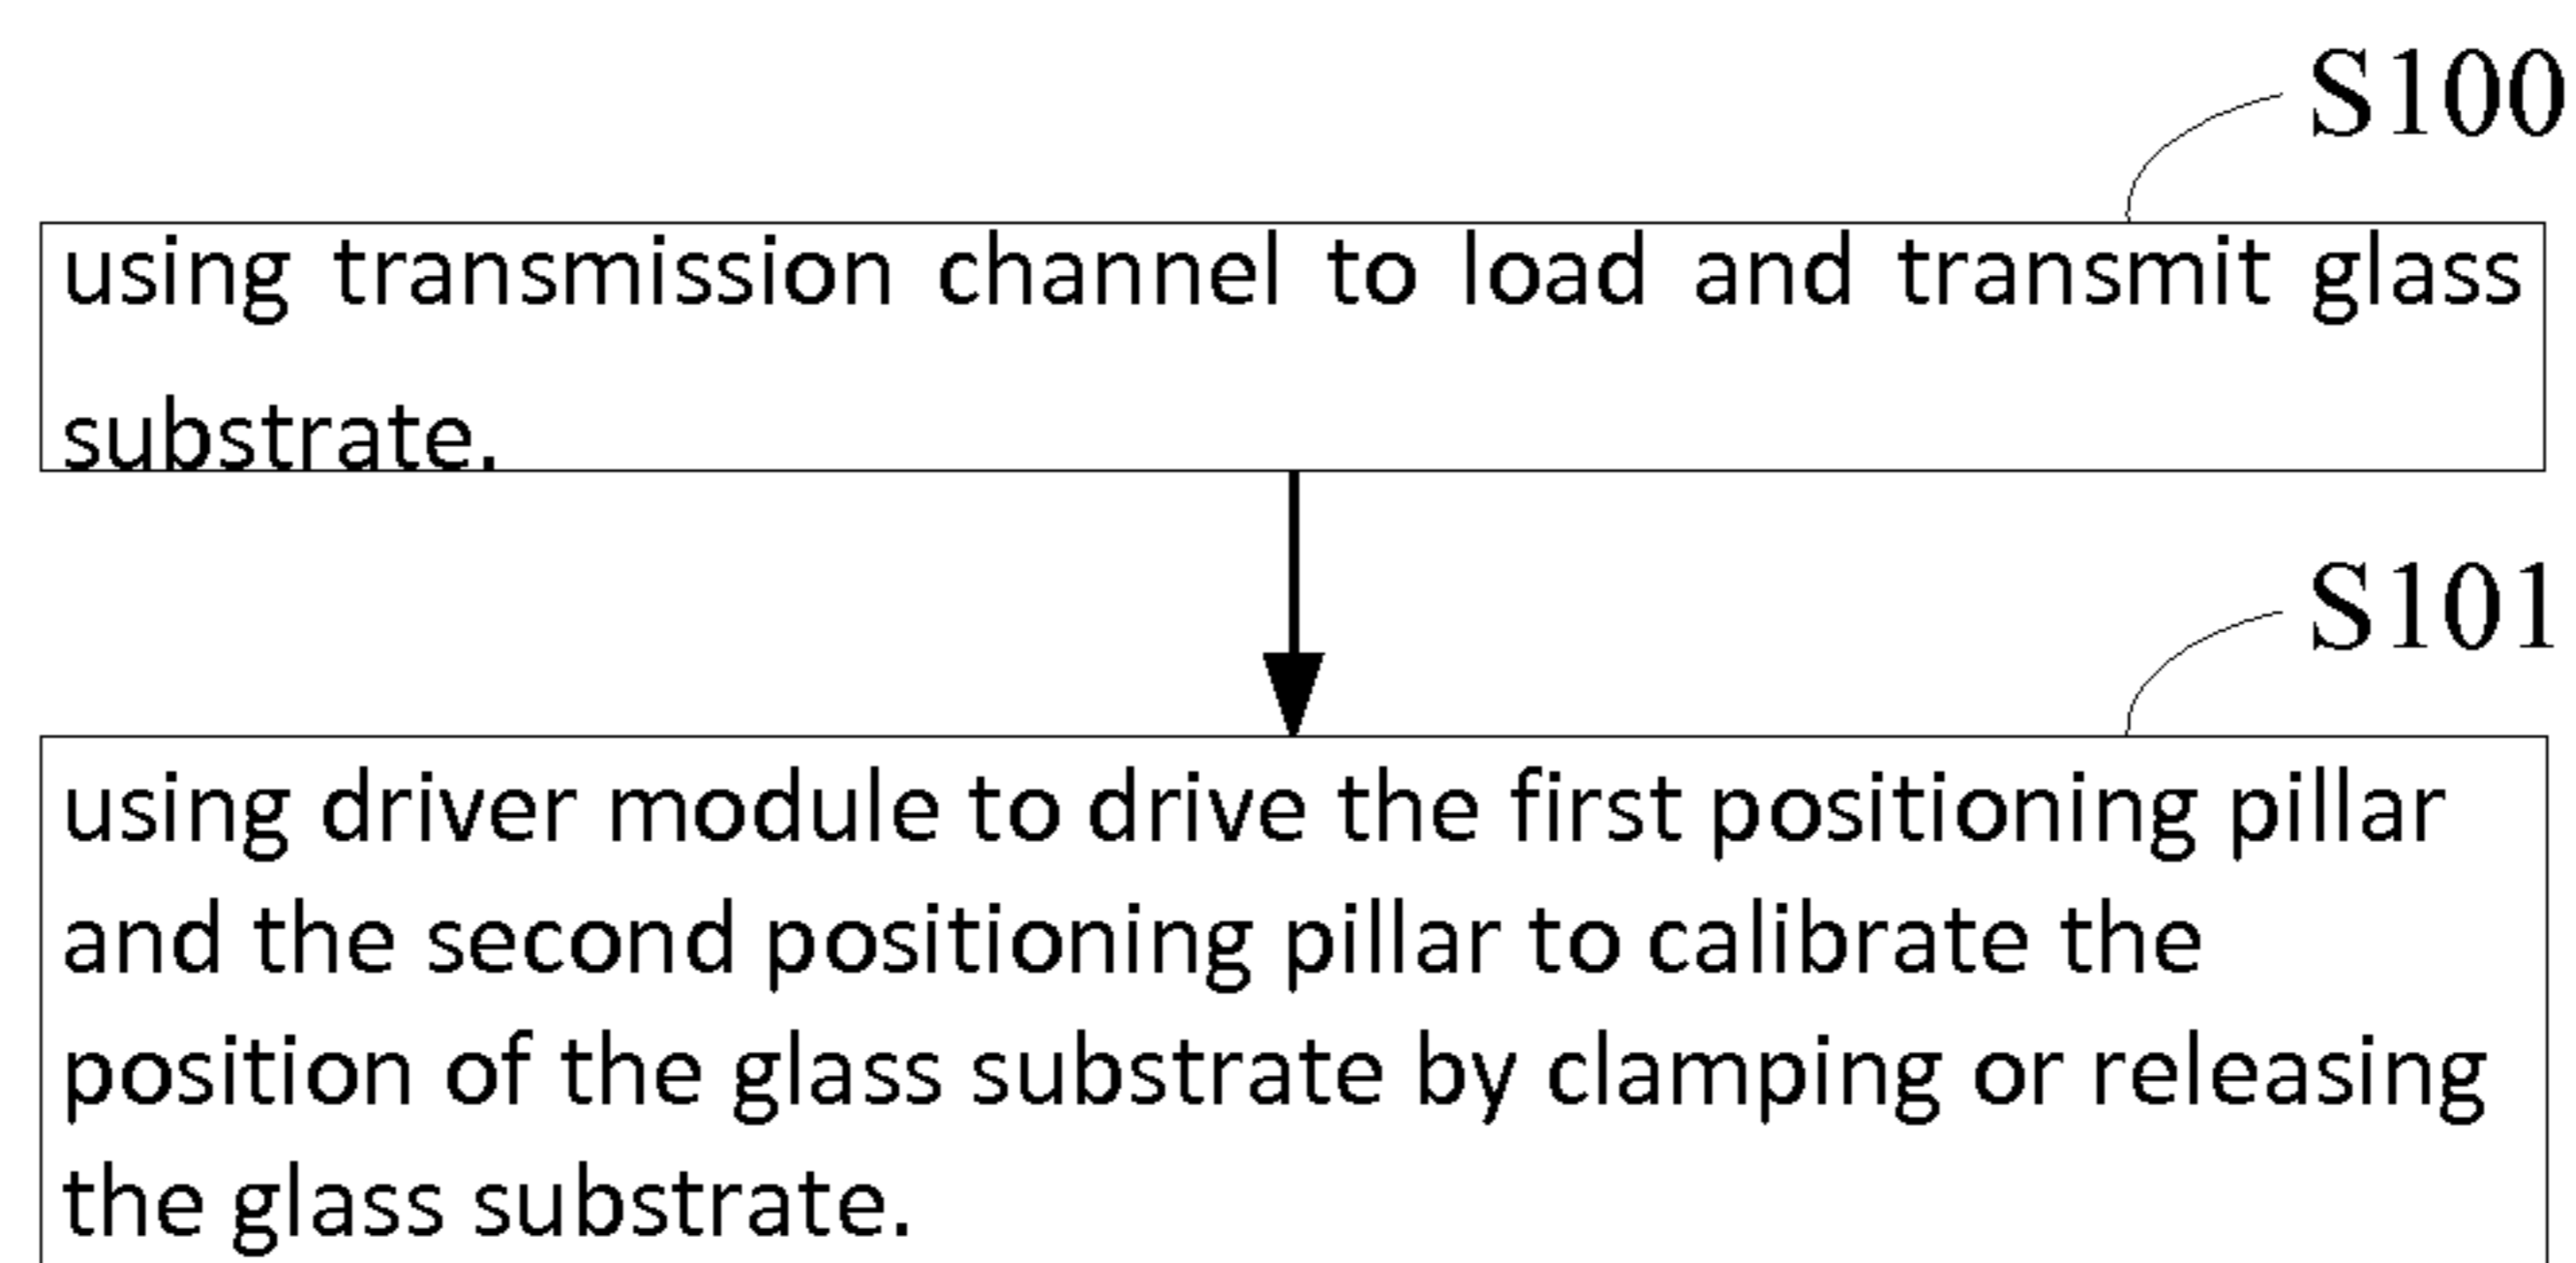 S100
using transmission channel to load and transmit glass
substrate.
S101
using driver module to drive the first positioning pillar
and the second positioning pillar to calibrate the
position of the glass substrate by clamping or releasing
the glass substrate.